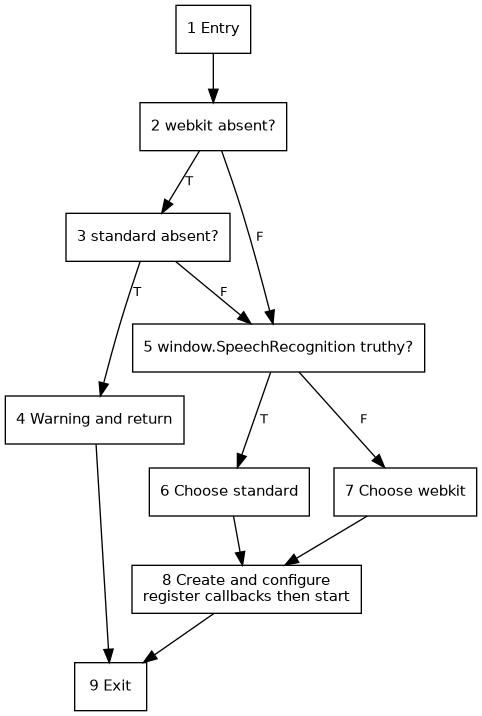 1 Entry
2 webkit absent?
T
3 standard absent?
F
T
F
5 window.SpeechRecognition truthy?
4 Warning and return
T
F
6 Choose standard
7 Choose webkit
8 Create and configure
register callbacks then start
9 Exit